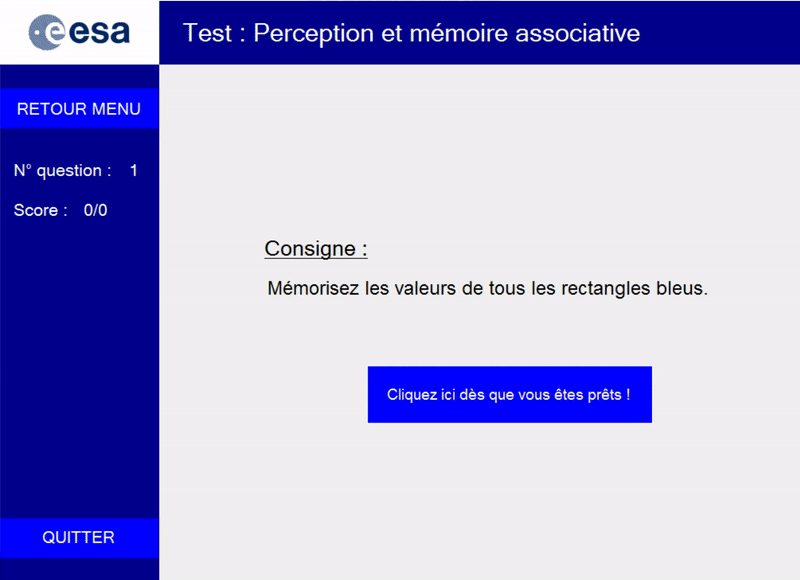 esa
Test : Perception et mémoire associative
RETOUR MENU
N° question : 1
Score : 0/0
Consigne :
Mémorisez les valeurs de tous les rectangles bleus.
Cliquez ici dès que vous êtes prêts !
QUITTER